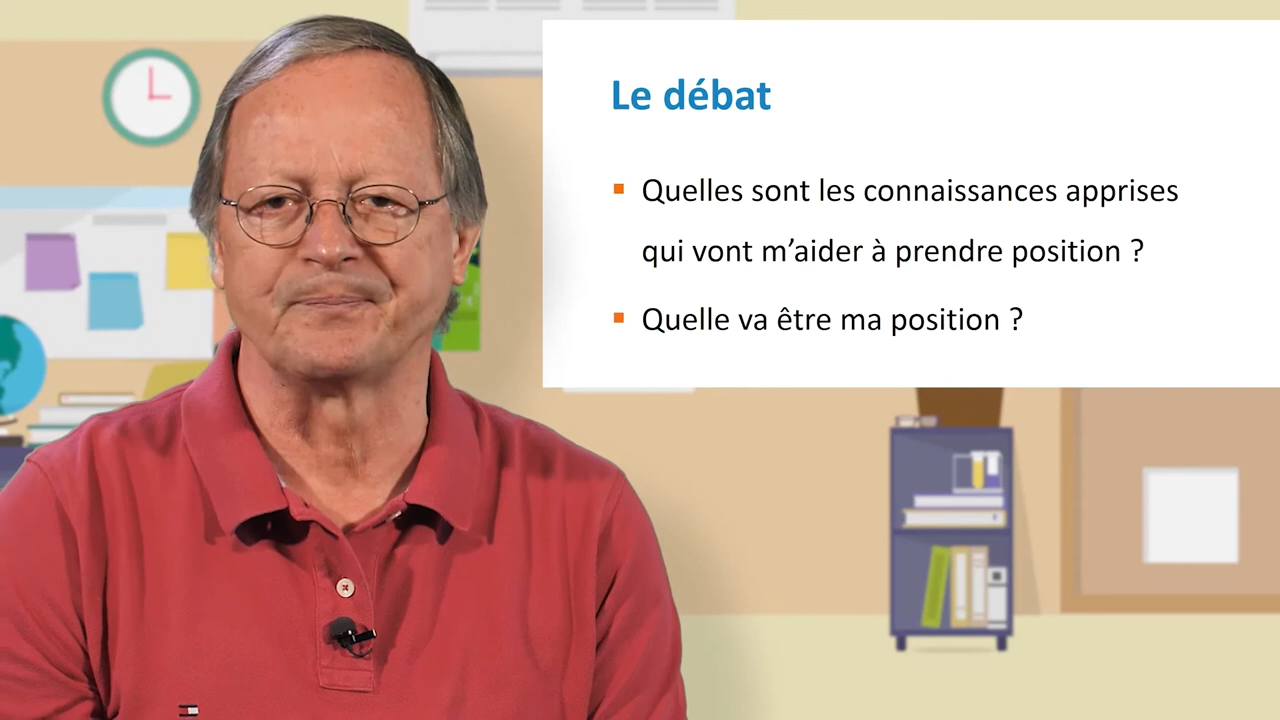 Le débat
Quelles sont les connaissances apprises
qui vont m’aider à prendre position ?
Quelle va être ma position ?